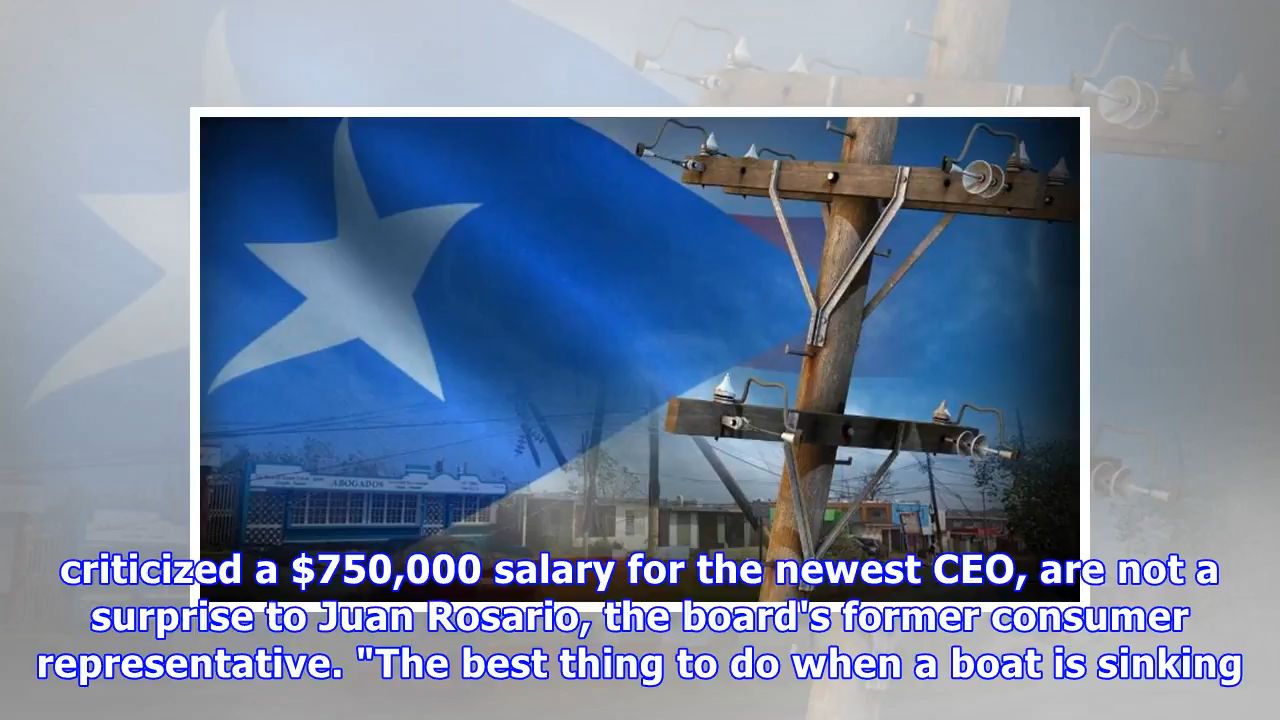 ABOGADOS
criticized a $750,000 salary for the newest CEO, are not a
surprise to Juan Rosario, the board's former consumer
representative. "The best thing to do when a boat is sinking